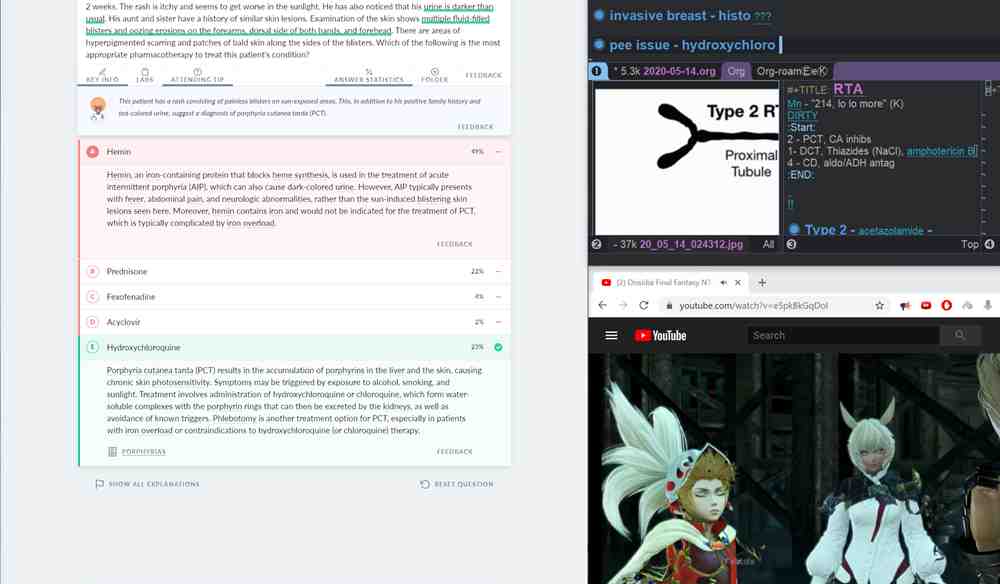 2 weeks. The rash is itchy and seems to get worse in the sunlight. He has also noticed that his urine is darker than
usual. His aunt and sister have a history of similar skin lesions. Examination of the skin shows multiple fluid-filled
blisters and oozing erosions on the forearms, dorsal side of both hands, and forehead. There are areas of
hyperpigmented scarring and patches of bald skin along the sides of the blisters. Which of the following is the most
appropriate pharmacotherapy to treat this patient's condition?
KEY INFO
LABS
ATTENDING TIP
ANSWER STATISTICS
FOLDER
FEEDBACK
This patient has a rash consisting of painless blisters on sun-exposed areas. This, in addition to his positive family history and
tea-colored urine, suggest a diagnosis of porphyria cutanea tarda (PCT).
FEEDBACK
A Hemin 49%
Hemin, an iron-containing protein that blocks heme synthesis, is used in the treatment of acute
intermittent porphyria (AIP), which can also cause dark-colored urine. However, AIP typically presents
with fever, abdominal pain, and neurologic abnormalities, rather than the sun-induced blistering skin
lesions seen here. Moreover, hemin contains iron and would not be indicated for the treatment of PCT,
which is typically complicated by iron overload.
FEEDBACK
B Prednisone 22%
C Fexofenadine 4%
D Acyclovir 2%
E Hydroxychloroquine 23%
Porphyria cutanea tarda (PCT) results in the accumulation of porphyrins in the liver and the skin, causing
chronic skin photosensitivity. Symptoms may be triggered by exposure to alcohol, smoking, and
sunlight. Treatment involves administration of hydroxychloroquine or chloroquine, which form water-
soluble complexes with the porphyrin rings that can then be excreted by the kidneys, as well as
avoidance of known triggers. Phlebotomy is another treatment option for PCT, especially in patients
with iron overload or contraindications to hydroxychloroquine (or chloroquine) therapy.
PORPHYRIAS
FEEDBACK
SHOW ALL EXPLANATIONS
RESET QUESTION
invasive breast - histo ???
pee issue - hydroxychloro
1 * 5.3k 2020-05-14.org Org Org-roam
Type 2 RT
Proximal
Tubule
2 - 37k 20_05_14_024312.jpg All
#+TITLE: RTA
Mn - "214, lo lo more" (K)
DIRTY
:Start:
2 - PCT, CA inhibs
1- DCT, Thiazides (NaCl), amphotericin B
4 - CD, aldo/ADH antag
:END:
!!
Type 2 - acetazolamide -
3 Top 4
youtube.com/watch?v=e5pkBkGqDoI
YouTube
Search